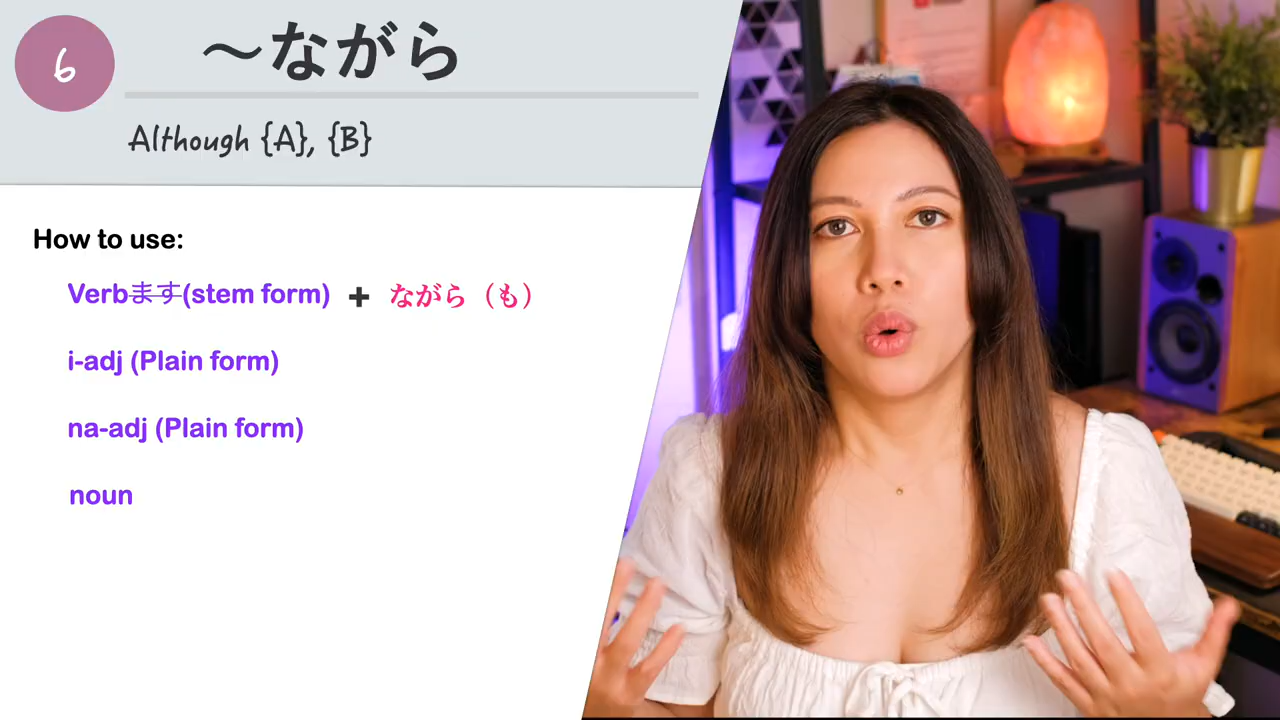 6
～ながら
Although {A}, {B}
How to use:
Verbます(stem form) + ながら（も）
i-adj (Plain form)
na-adj (Plain form)
noun